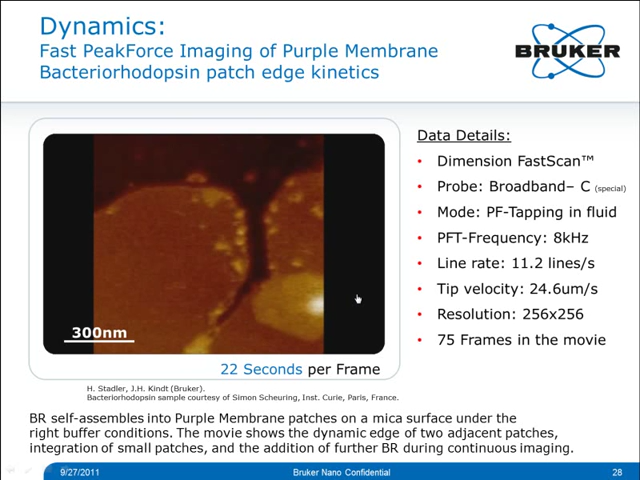 Dynamics:
Fast PeakForce Imaging of Purple Membrane
Bacteriorhodopsin patch edge kinetics
BRUKER
300nm
22 Seconds per Frame
H. Stadler, J.H. Kindt (Bruker).
Bacteriorhodopsin sample courtesy of Simon Scheuring, Inst. Curie, Paris, France.
Data Details:
• Dimension FastScan™
• Probe: Broadband– C (special)
• Mode: PF-Tapping in fluid
• PFT-Frequency: 8kHz
• Line rate: 11.2 lines/s
• Tip velocity: 24.6um/s
• Resolution: 256x256
• 75 Frames in the movie
BR self-assembles into Purple Membrane patches on a mica surface under the
right buffer conditions. The movie shows the dynamic edge of two adjacent patches,
integration of small patches, and the addition of further BR during continuous imaging.
9/27/2011
Bruker Nano Confidential
28